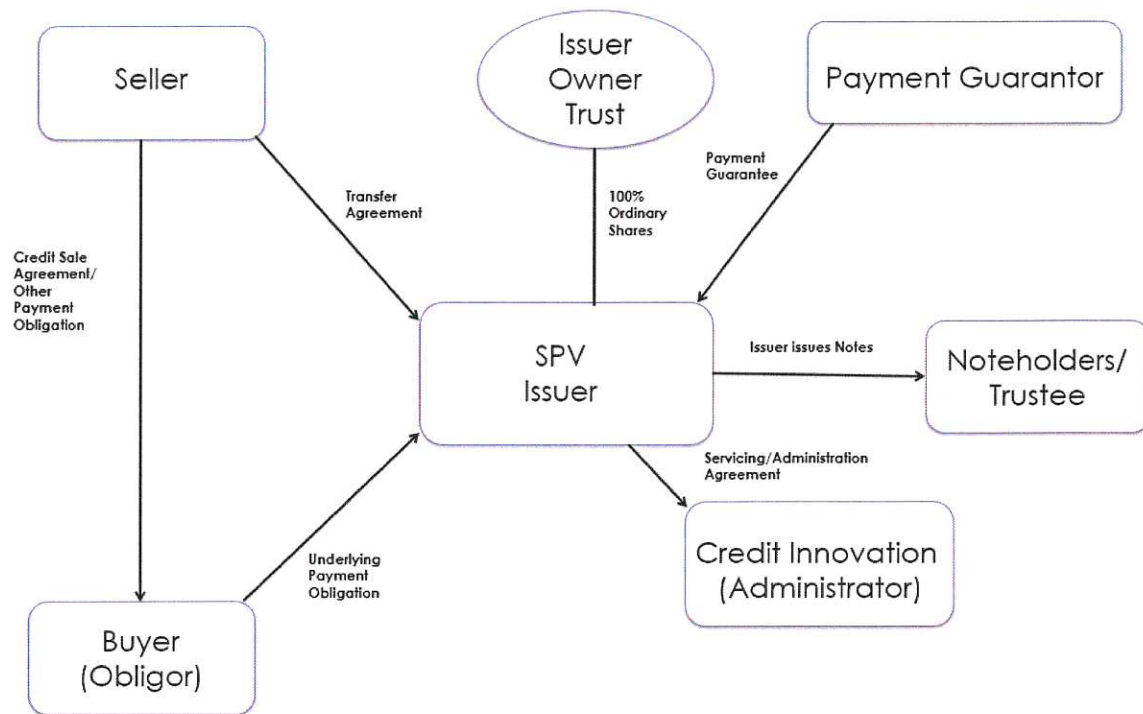 Seller
Issuer
Owner
Trust
Payment Guarantor
Payment
Guarantee
Transfer
Agreement
100%
Ordinary
Shares
Credit Sale
Agreement/
Other
Payment
Obligation
SPV
Issuer
Issuer issues Notes
Noteholders/
Trustee
Servicing/Administration
Agreement
Credit Innovation
(Administrator)
Underlying
Payment
Obligation
Buyer
(Obligor)